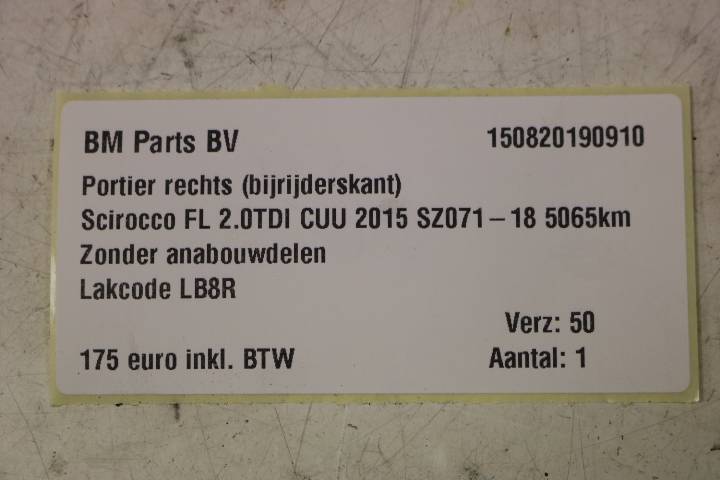 BM Parts BV 150820190910
Portier rechts (bijrijderskant)
Scirocco FL 2.0TDI CUU 2015 SZ071 – 18 5065km
Zonder anabouwdelen
Lakcode LB8R
Verz: 50
175 euro inkl. BTW Aantal: 1